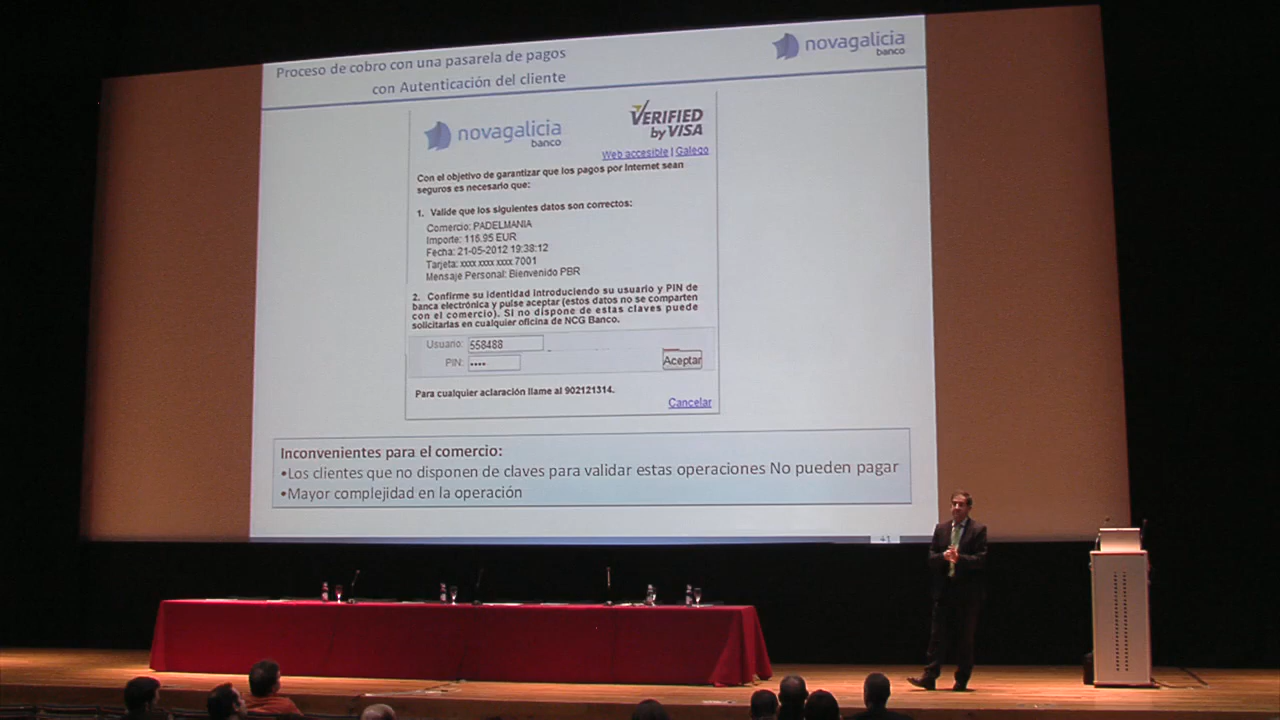 Proceso de cobro con una pasarela de pagos
con Autenticación del cliente
novagalicia
banco
novagalicia
banco
VERIFIED
by VISA
Web accesible | Galego
Con el objetivo de garantizar que los pagos por Internet sean
seguros es necesario que:
1. Valide que los siguientes datos son correctos:
Comercio: PADELMANIA
Importe: 116.95 EUR
Fecha: 21-05-2012 19:38:12
Tarjeta: xxxx xxxx xxxx 7001
Mensaje Personal: Bienvenido PBR
2. Confirme su identidad introduciendo su usuario y PIN de
banca electrónica y pulse aceptar (estos datos no se comparten
con el comercio). Si no dispone de estas claves puede
solicitarlas en cualquier oficina de NCG Banco.
Usuario: 558488
PIN: ••••
Aceptar
Para cualquier aclaración llame al 902121314.
Cancelar
Inconvenientes para el comercio:
•Los clientes que no disponen de claves para validar estas operaciones No pueden pagar
•Mayor complejidad en la operación
41